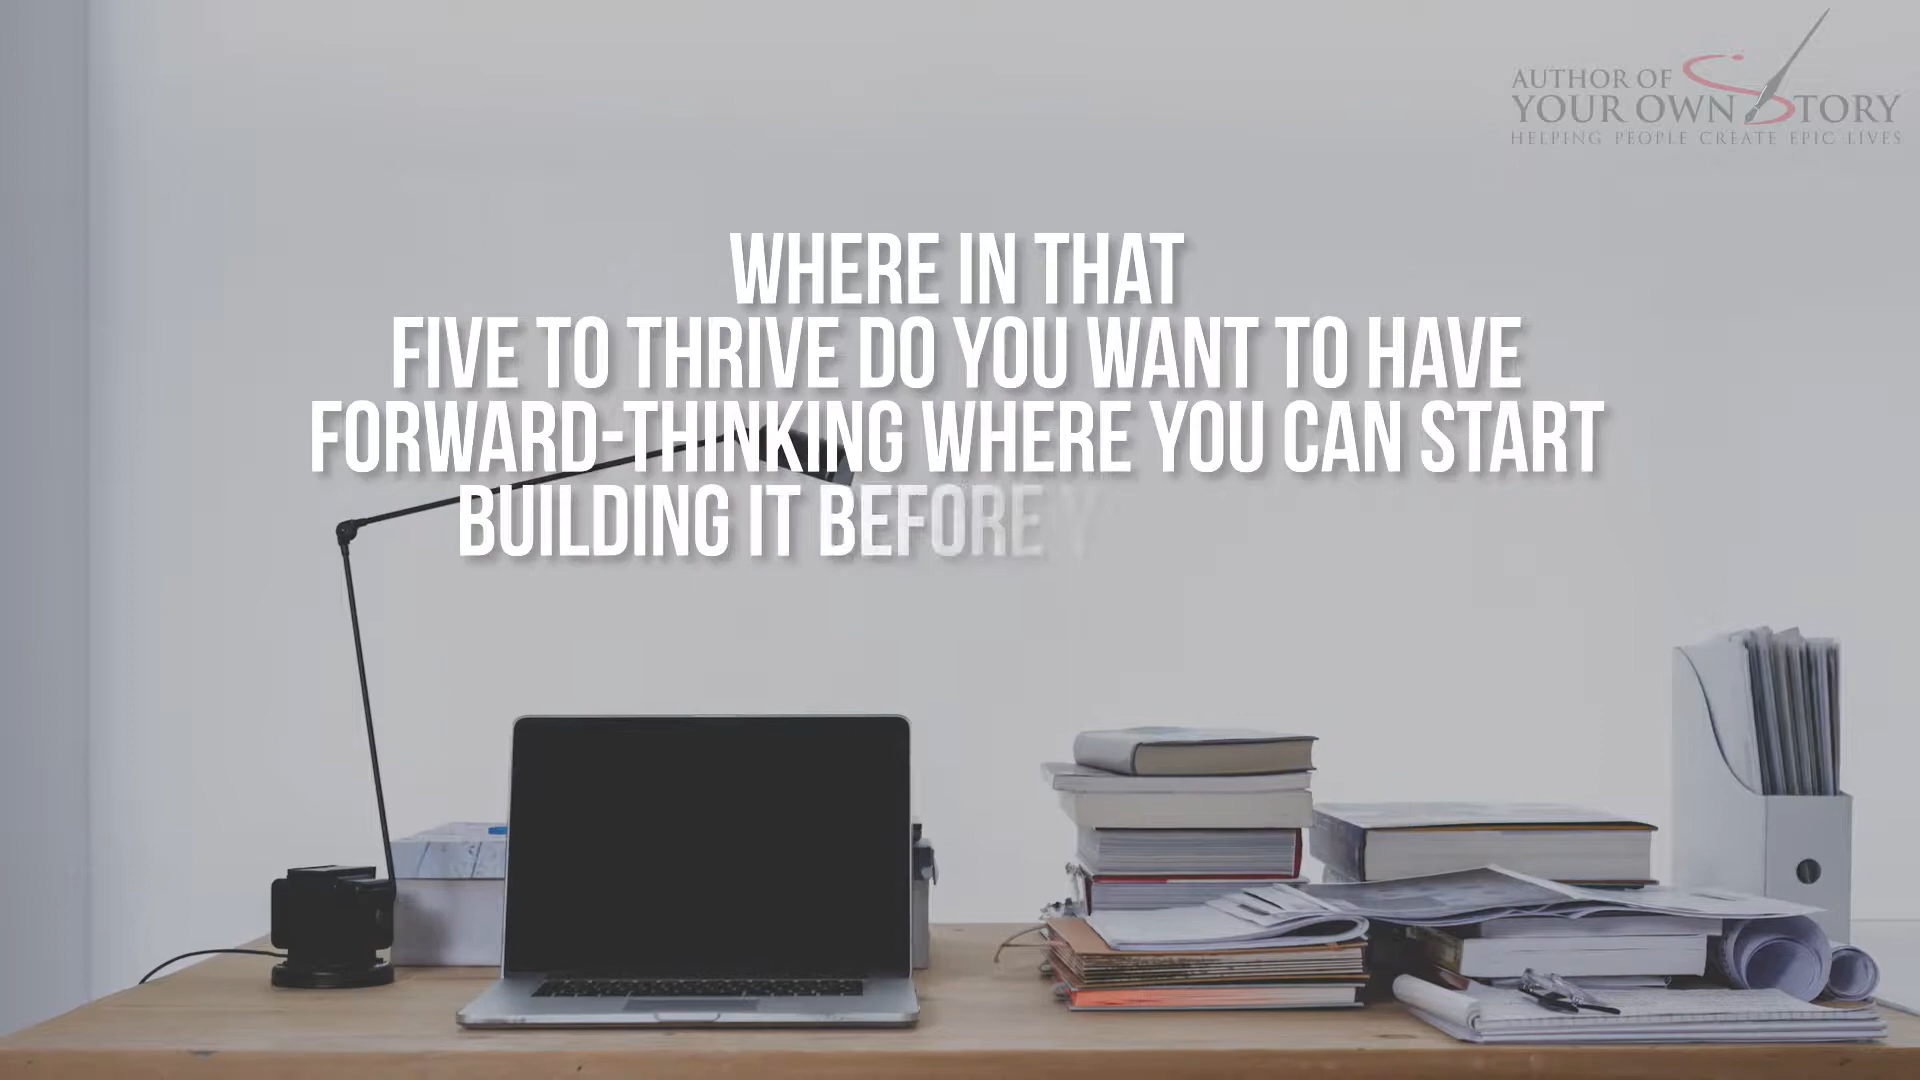 AUTHOR OF
YOUR OWN STORY
HELPING PEOPLE CREATE EPIC LIVES
WHERE IN THAT
FIVE TO THRIVE DO YOU WANT TO HAVE
FORWARD-THINKING WHERE YOU CAN START
BUILDING IT BEFORE Y